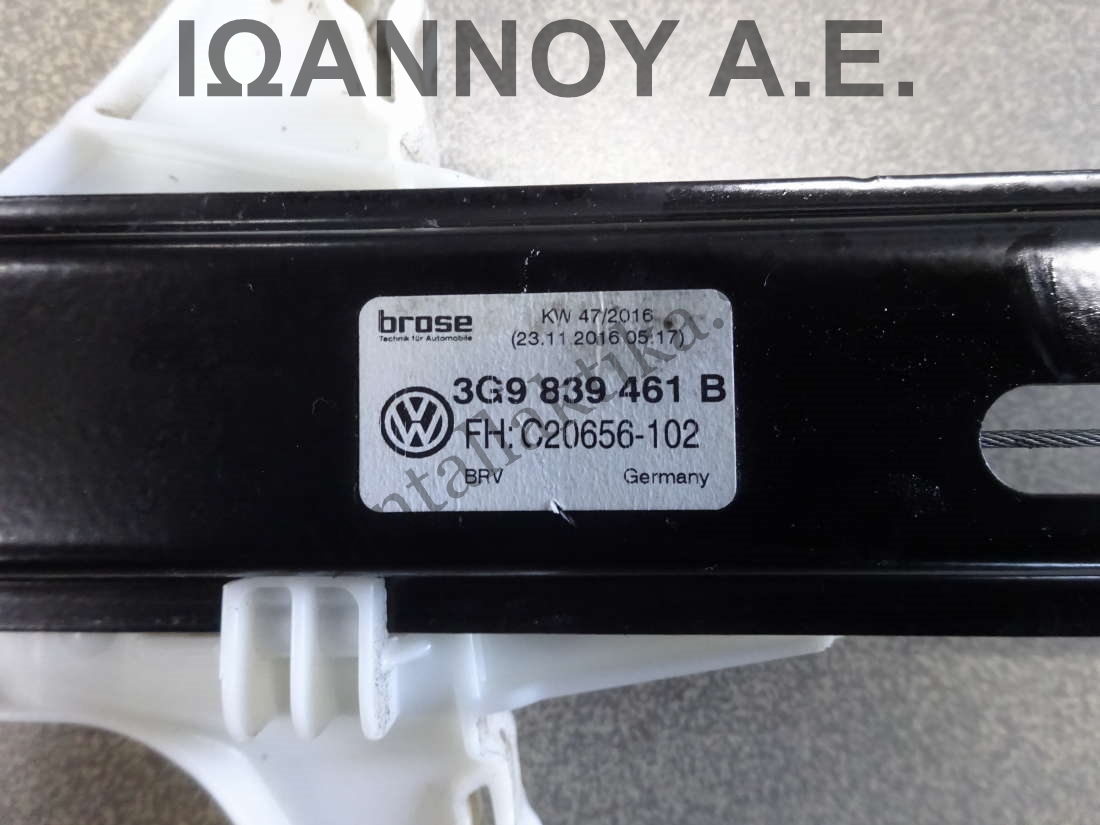 ΙΩΑΝΝΟΥ Α.Ε.
brose
Technik für Automobile
KW 47/2016
(23.11.2016 05:17)
3G9 839 461 B
FH: C20656-102
BRV Germany
ntallaktika.